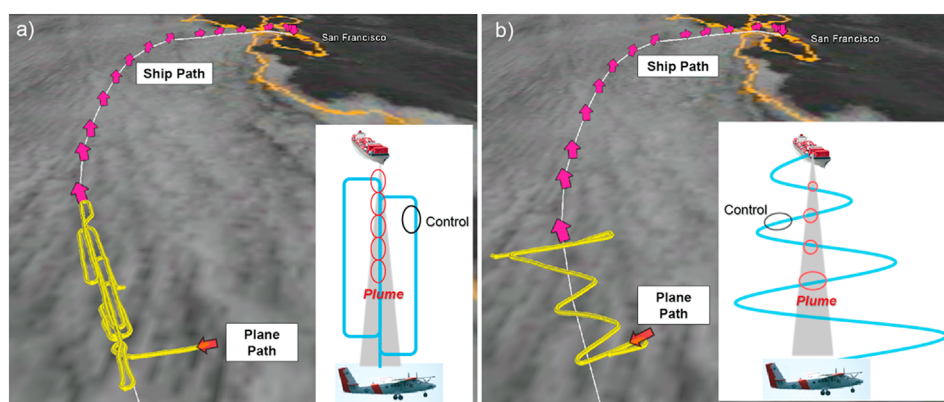 a)
San Francisco
Ship Path
Control
Plume
Plane
Path
b)
San Francisco
Ship Path
Control
Plume
Plane
Path